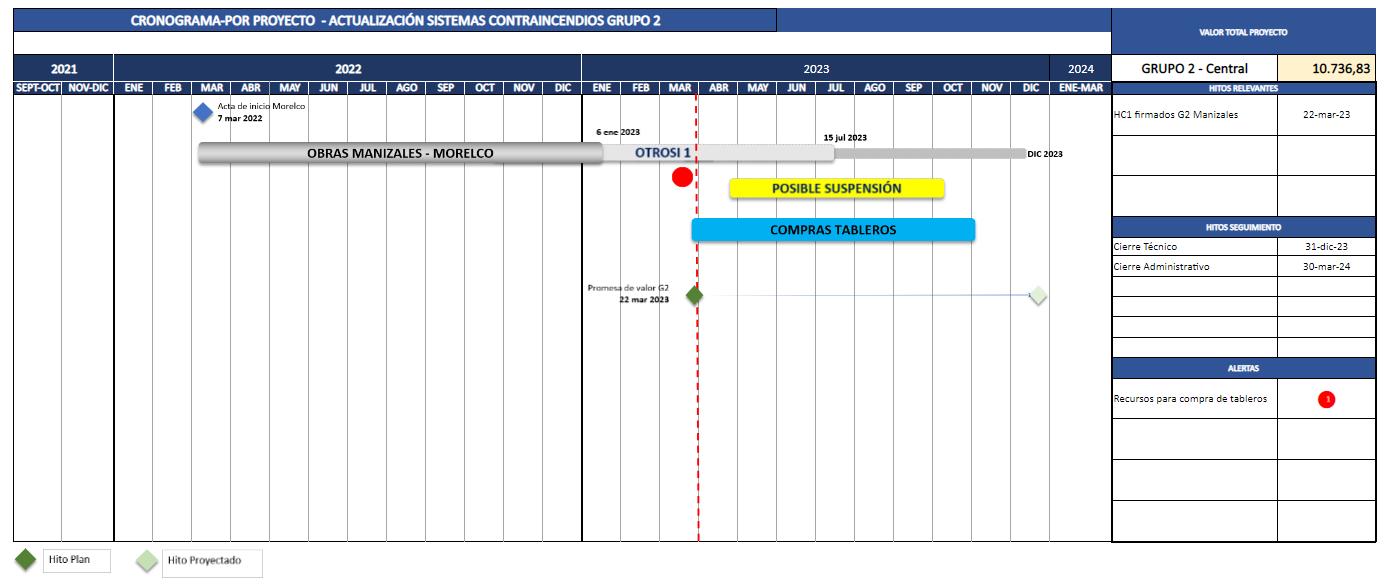 CRONOGRAMA-POR PROYECTO - ACTUALIZACIÓN SISTEMAS CONTRAINCENDIOS GRUPO 2
VALOR TOTAL PROYECTO
2021 2022 2023 2024
GRUPO 2 - Central 10.736,83
SEPT-OCT NOV-DIC ENE FEB MAR ABR MAY JUN JUL AGO SEP OCT NOV DIC ENE FEB MAR ABR MAY JUN JUL AGO SEP OCT NOV DIC ENE-MAR
HITOS RELEVANTES
Acta de inicio Morelco
7 mar 2022
HC1 firmados G2 Manizales 22-mar-23
6 ene 2023
15 jul 2023
OBRAS MANIZALES - MORELCO
OTROSI 1
DIC 2023
POSIBLE SUSPENSIÓN
COMPRAS TABLEROS
HITOS SEGUIMIENTO
Cierre Técnico 31-dic-23
Cierre Administrativo 30-mar-24
Promesa de valor G2
22 mar 2023
ALERTAS
Recursos para compra de tableros 1
Hito Plan
Hito Proyectado